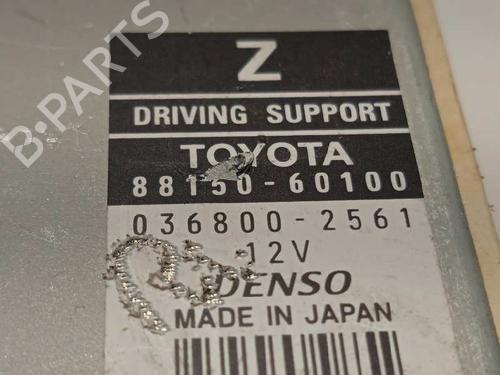 B-PARTS
Z
DRIVING SUPPORT
TOYOTA
88150-60100
036800-2561
12V
DENSO
MADE IN JAPAN